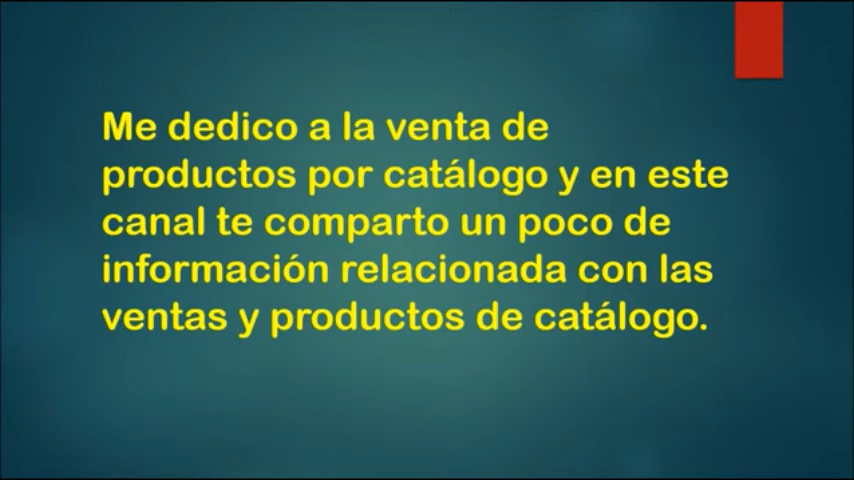 Me dedico a la venta de
productos por catálogo y en este
canal te comparto un poco de
información relacionada con las
ventas y productos de catálogo.